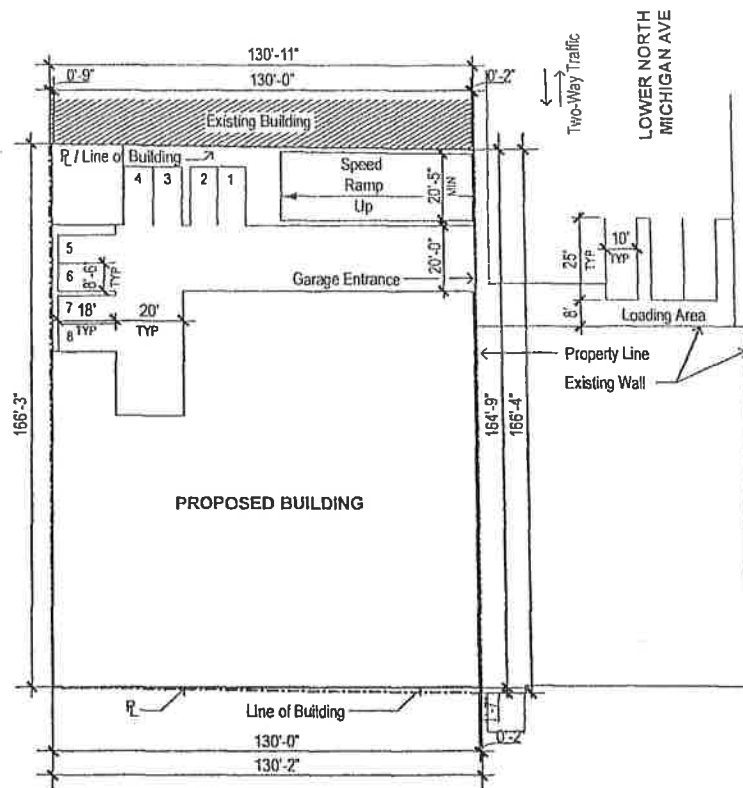 130'-11"
0'-9"
130'-0"
0'-2"
Two-Way Traffic
LOWER NORTH
MICHIGAN AVE
Existing Building
PL / Line of Building
4
3
2
1
Speed
Ramp
Up
20'-5"
MIN
20'-0"
Garage Entrance
5
6
7
8
8'-6"
TYP
18'
TYP
20'
TYP
25'
TYP
10'
TYP
8'
Loading Area
Property Line
Existing Wall
166'-3"
164'-9"
166'-4"
PROPOSED BUILDING
PL
Line of Building
130'-0"
0'-2"
130'-2"